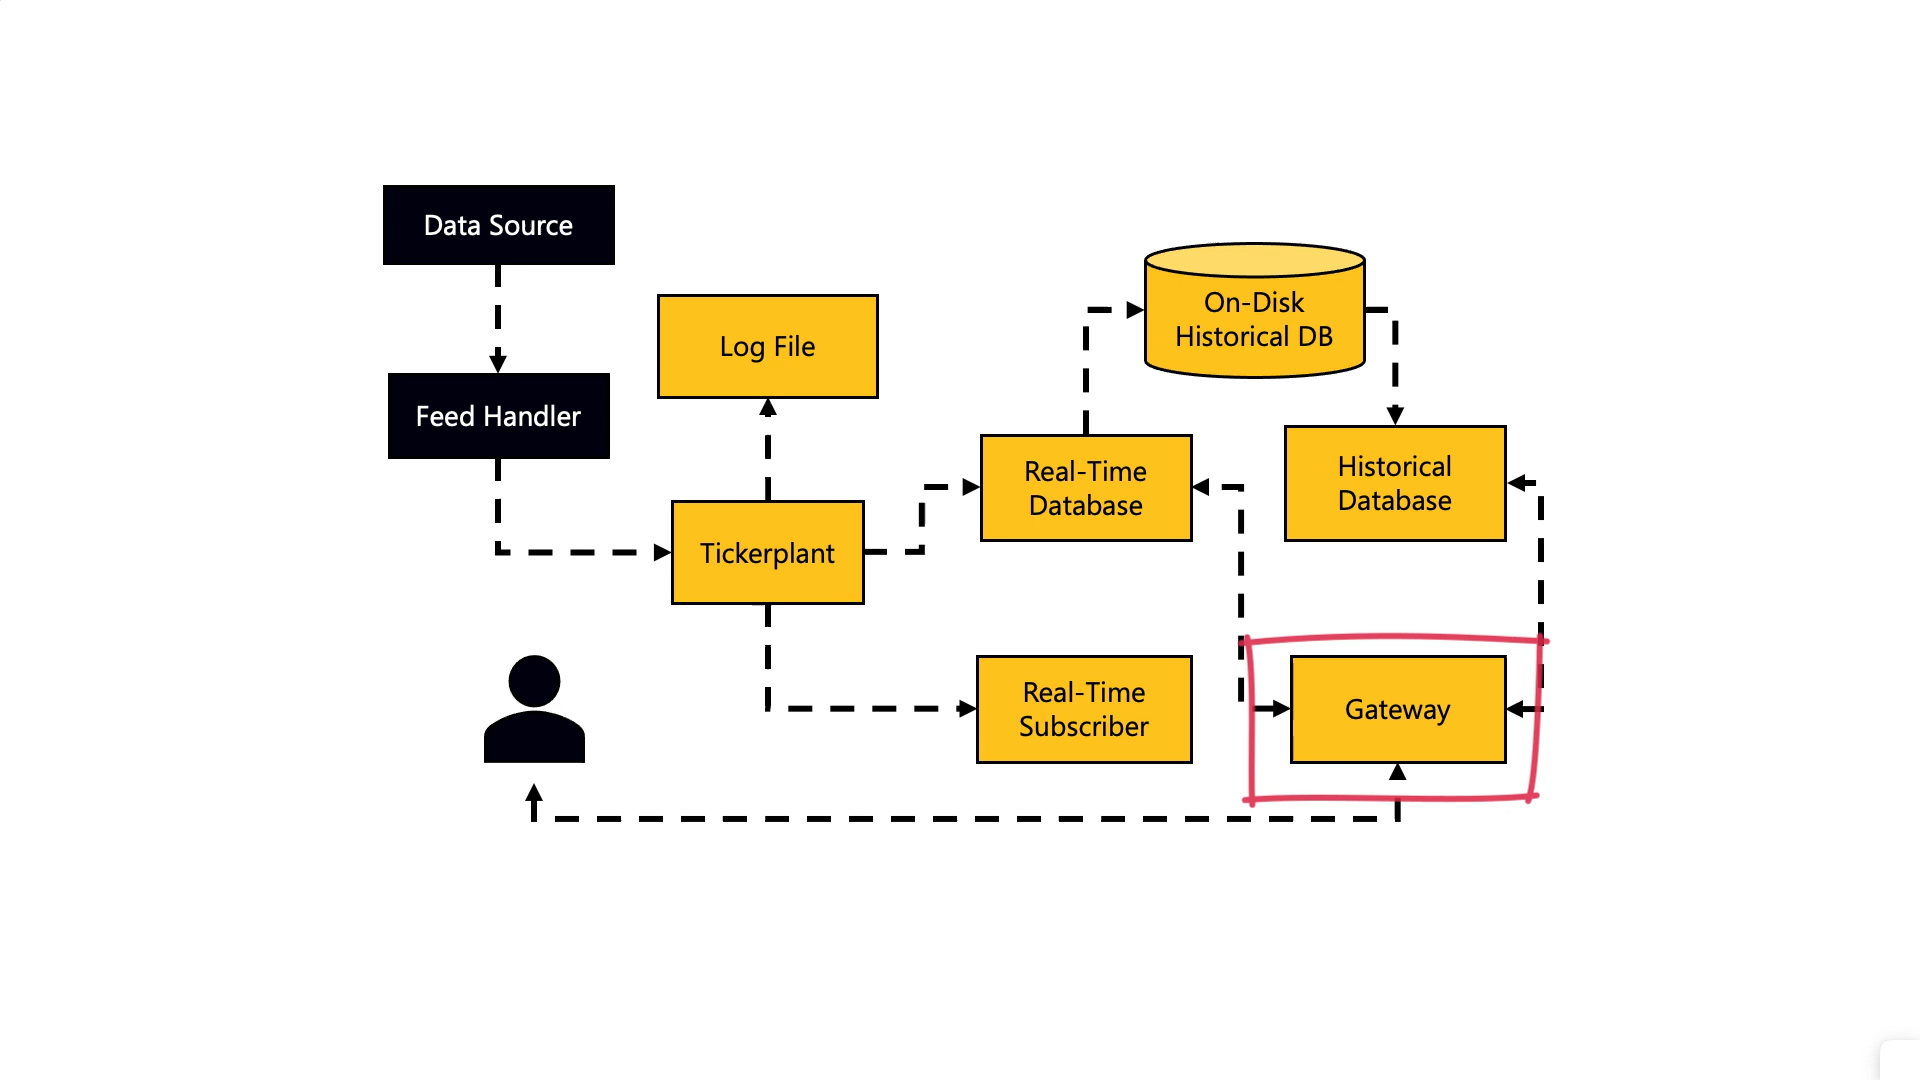 Data Source
Feed Handler
Log File
Tickerplant
On-Disk
Historical DB
Real-Time
Database
Historical
Database
Real-Time
Subscriber
Gateway